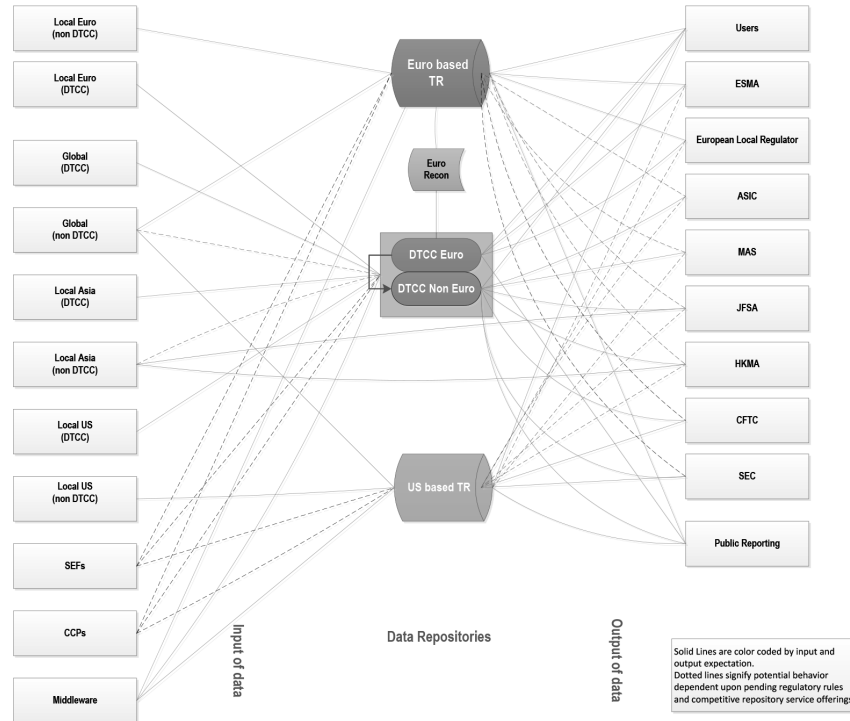 Local Euro
(non DTCC)
Local Euro
(DTCC)
Global
(DTCC)
Global
(non DTCC)
Local Asia
(DTCC)
Local Asia
(non DTCC)
Local US
(DTCC)
Local US
(non DTCC)
SEFs
CCPs
Middleware
Input of data
Euro based
TR
Euro
Recon
DTCC Euro
DTCC Non Euro
US based TR
Data Repositories
Output of data
Users
ESMA
European Local Regulator
ASIC
MAS
JFSA
HKMA
CFTC
SEC
Public Reporting
Solid Lines are color coded by input and
output expectation.
Dotted lines signify potential behavior
dependent upon pending regulatory rules
and competitive repository service offerings